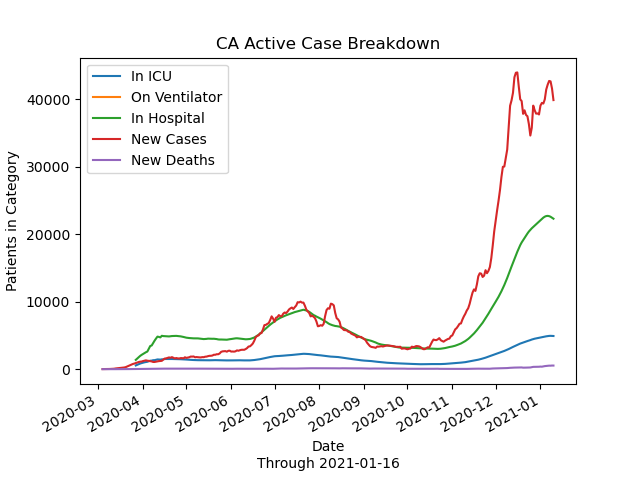 CA Active Case Breakdown
In ICU
On Ventilator
In Hospital
New Cases
New Deaths
Patients in Category
40000
30000
20000
10000
0
2020-03
2020-04
2020-05
2020-06
2020-07
2020-08
2020-09
2020-10
2020-11
2020-12
2021-01
Date
Through 2021-01-16